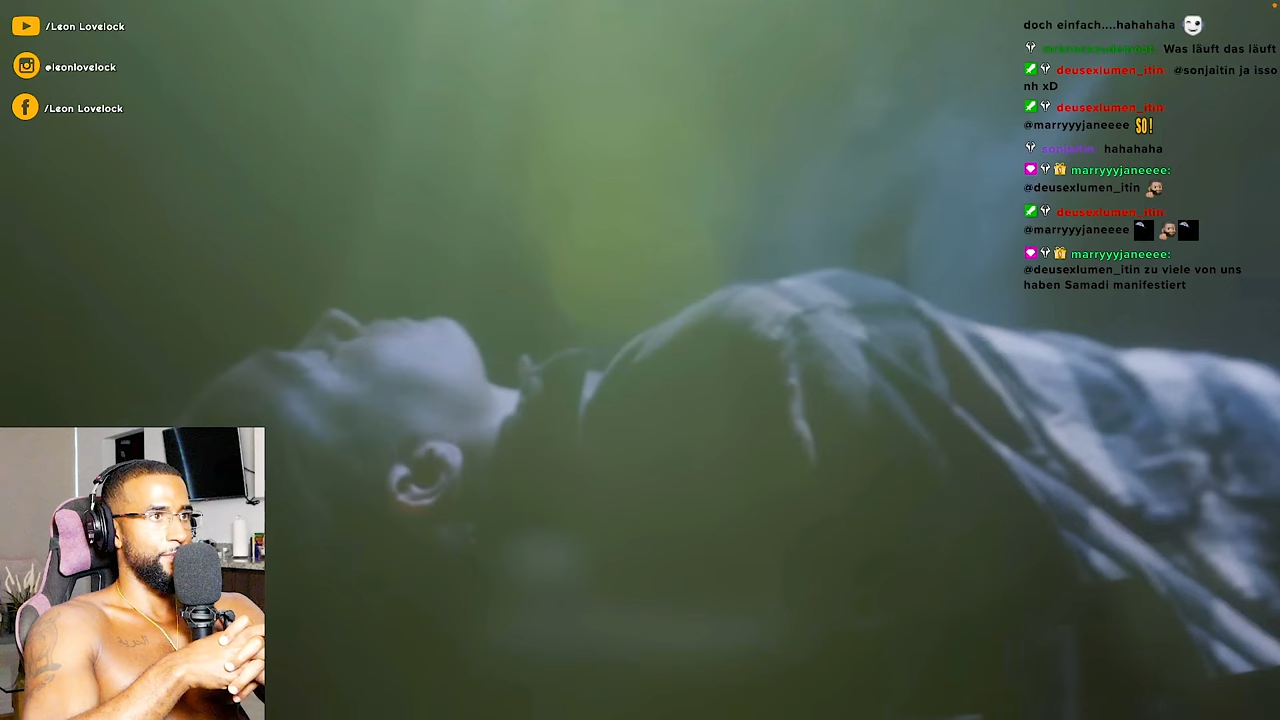 /Leon Lovelock
@leonlovelock
/Leon Lovelock
doch einfach....hahahaha
Was läuft das läuft
deusexlumen_itin @sonjaitin ja isso
nh xD
deusexlumen_itin
@marryyyjaneeee SO!
sonjaitin hahahaha
marryyyjaneeee:
@deusexlumen_itin
deusexlumen_itin
@marryyyjaneeee
marryyyjaneeee:
@deusexlumen_itin zu viele von uns
haben Samadi manifestiert